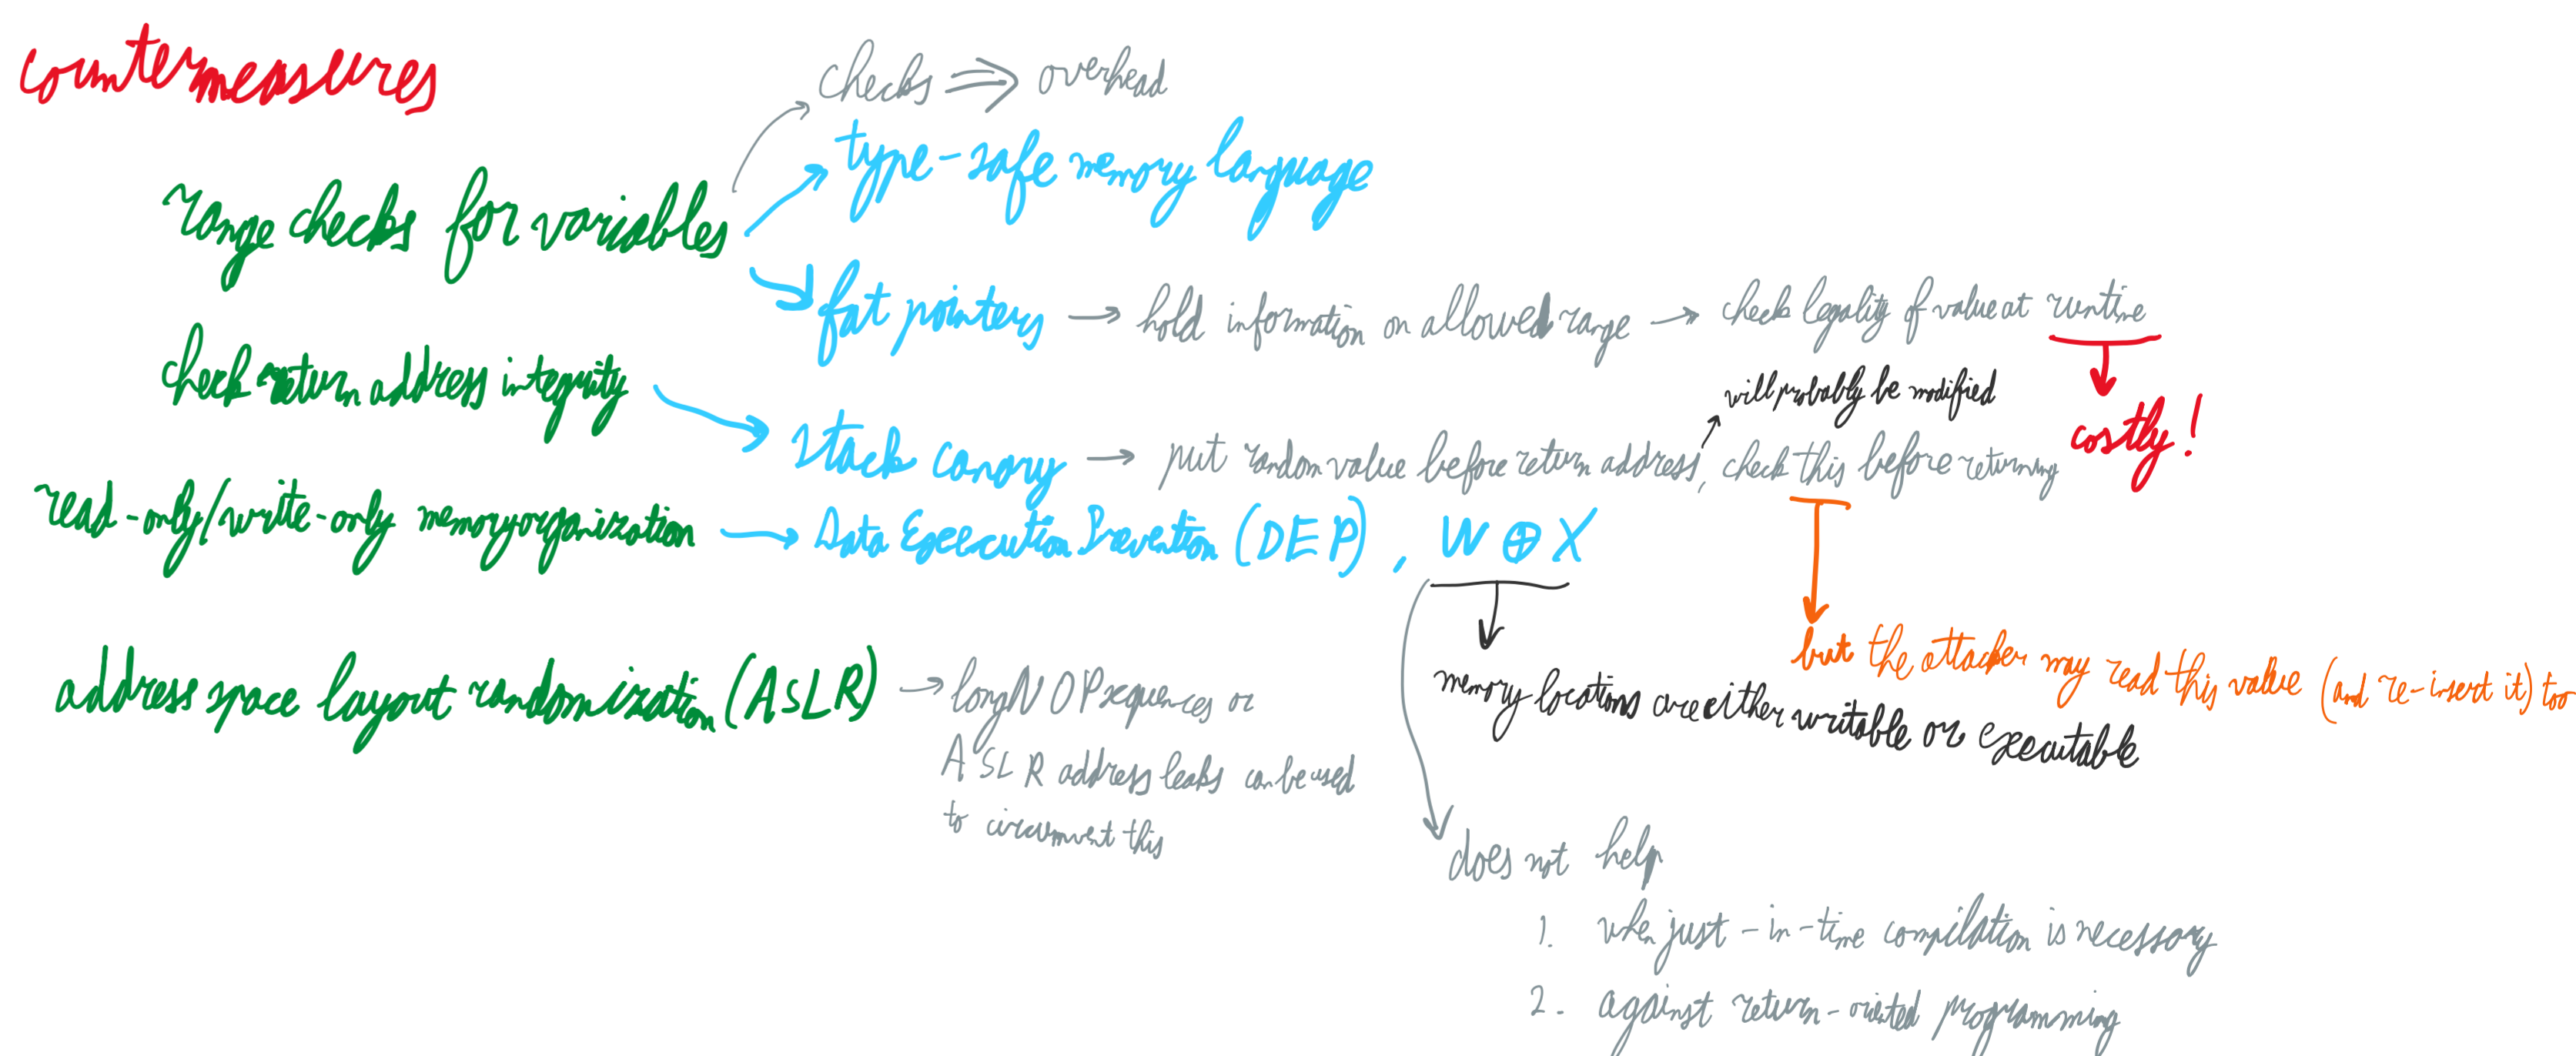 countermeasures
checks ⇒ overhead
type-safe memory language
range checks for variables
fat pointers → hold information on allowed range → check legality of value at runtime
costly!
check return address integrity
will probably be modified
stack canary → put random value before return address, check this before returning
but the attacker may read this value (and re-insert it) too
read-only/write-only memory organization → Data Execution Prevention (DEP), W ⊕ X
memory locations are either writable or executable
address space layout randomization (ASLR) → long NOP sequences or
ASLR address leaks can be used
to circumvent this
does not help
1. when just-in-time compilation is necessary
2. against return-oriented programming